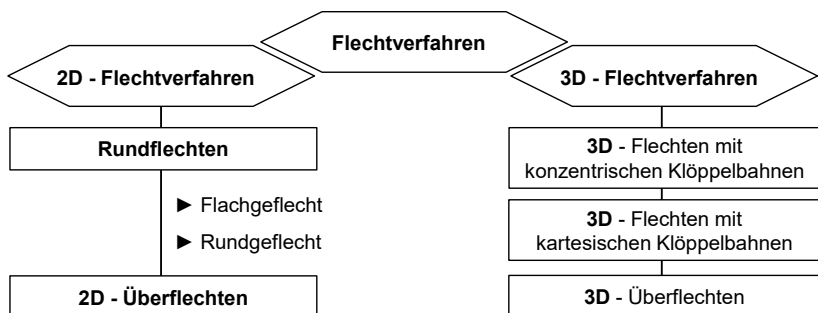 Flechtverfahren
2D - Flechtverfahren
Rundflechten
► Flachgeflecht
► Rundgeflecht
2D - Überflechten
3D - Flechtverfahren
3D - Flechten mit
konzentrischen Klöppelbahnen
3D - Flechten mit
kartesischen Klöppelbahnen
3D - Überflechten